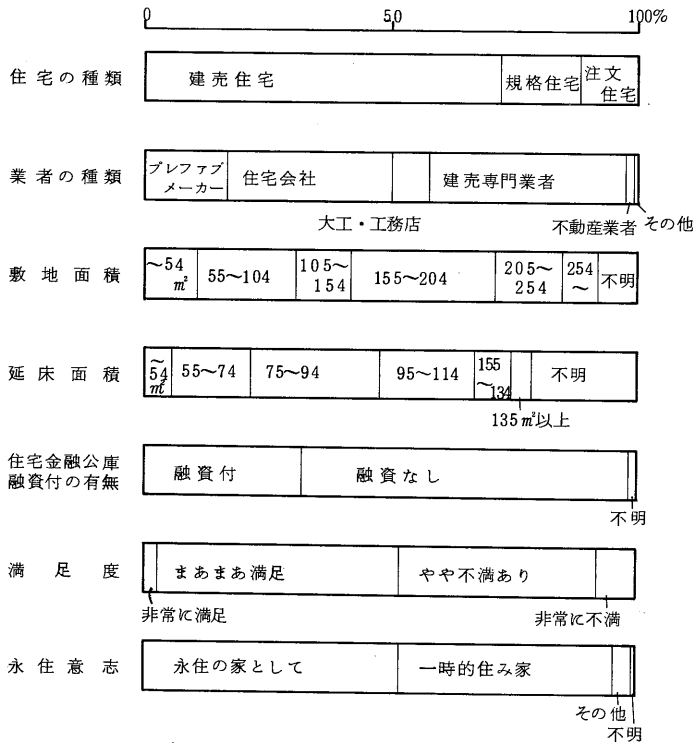 0 50 100%
住宅の種類 建売住宅 規格住宅 注文
住宅
業者の種類 プレファブ
メーカー 住宅会社 建売専門業者
大工・工務店 不動産業者 その他
敷地面積 ～54
㎡ 55～104 105～
154 155～204 205～
254 254
～ 不明
延床面積 ～
54
㎡ 55～74 75～94 95～114 155
～
134 不明
135㎡以上
住宅金融公庫
融資付の有無 融資付 融資なし
不明
満足度 まあまあ満足 やや不満あり
非常に満足 非常に不満
永住意志 永住の家として 一時的住み家
その他
不明